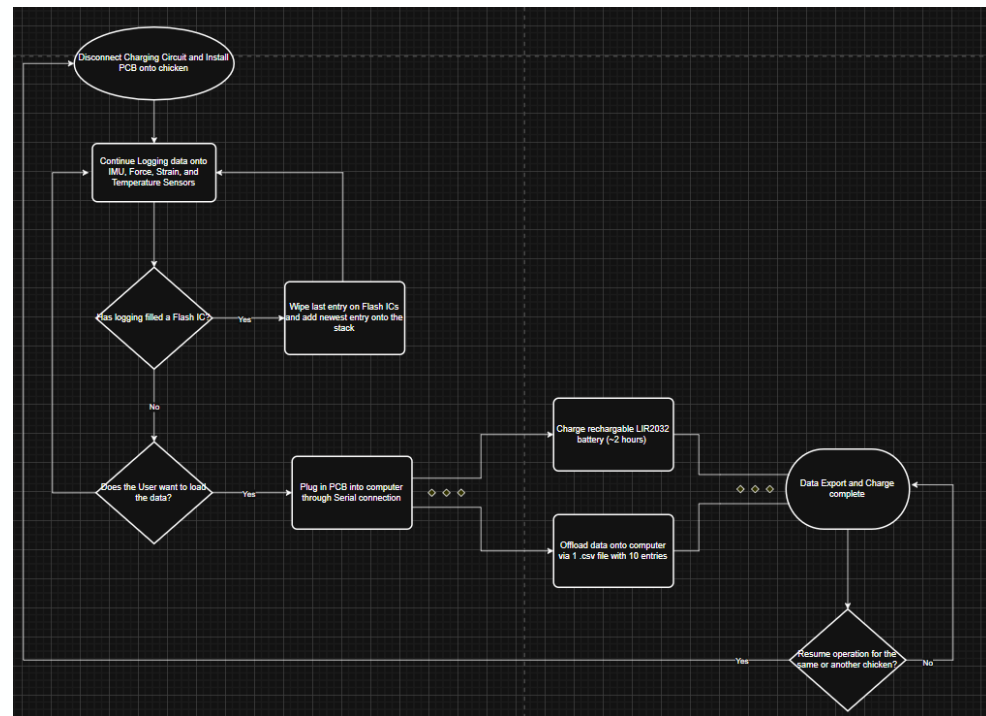 Disconnect Charging Circuit and Install
PCB onto chicken
Continue Logging data onto
IMU, Force, Strain, and
Temperature Sensors
Has logging filled a Flash IC?
Yes
Wipe last entry on Flash ICs
and add newest entry onto the
stack
No
Does the User want to load
the data?
Yes
Plug in PCB into computer
through Serial connection
Charge rechargable LIR2032
battery (~2 hours)
Offload data onto computer
via 1 .csv file with 10 entries
Data Export and Charge
complete
Resume operation for the
same or another chicken?
Yes
No